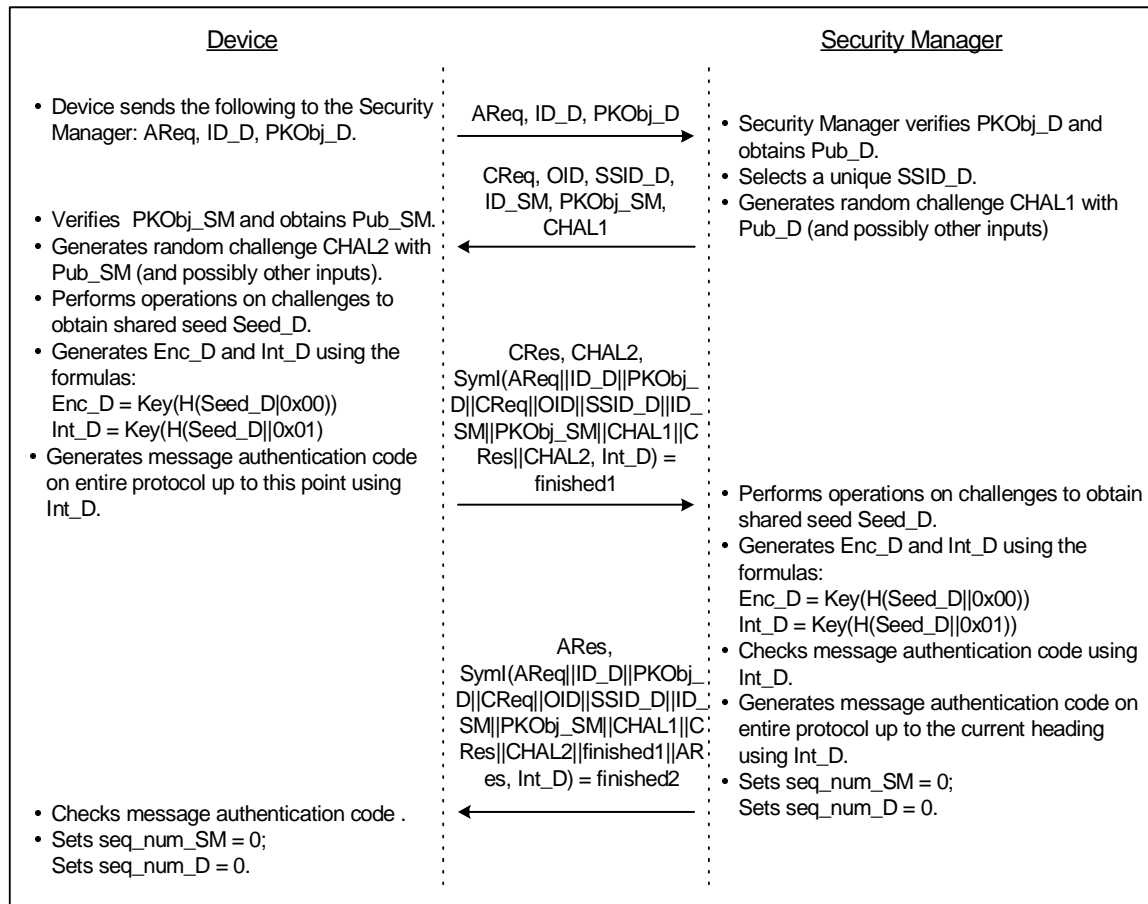 Device
Security Manager
• Device sends the following to the Security
Manager: AReq, ID_D, PKObj_D.
AReq, ID_D, PKObj_D
• Security Manager verifies PKObj_D and
obtains Pub_D.
• Selects a unique SSID_D.
• Generates random challenge CHAL1 with
Pub_D (and possibly other inputs)
CReq, OID, SSID_D,
ID_SM, PKObj_SM,
CHAL1
• Verifies PKObj_SM and obtains Pub_SM.
• Generates random challenge CHAL2 with
Pub_SM (and possibly other inputs).
• Performs operations on challenges to
obtain shared seed Seed_D.
• Generates Enc_D and Int_D using the
formulas:
Enc_D = Key(H(Seed_D|0x00))
Int_D = Key(H(Seed_D||0x01)
• Generates message authentication code
on entire protocol up to this point using
Int_D.
CRes, CHAL2,
SymI(AReq||ID_D||PKObj_
D||CReq||OID||SSID_D||ID_
SM||PKObj_SM||CHAL1||C
Res||CHAL2, Int_D) =
finished1
• Performs operations on challenges to obtain
shared seed Seed_D.
• Generates Enc_D and Int_D using the
formulas:
Enc_D = Key(H(Seed_D||0x00))
Int_D = Key(H(Seed_D||0x01))
• Checks message authentication code using
Int_D.
• Generates message authentication code on
entire protocol up to the current heading
using Int_D.
• Sets seq_num_SM = 0;
Sets seq_num_D = 0.
ARes,
SymI(AReq||ID_D||PKObj_
D||CReq||OID||SSID_D||ID_
SM||PKObj_SM||CHAL1||C
Res||CHAL2||finished1||AR
es, Int_D) = finished2
• Checks message authentication code .
• Sets seq_num_SM = 0;
Sets seq_num_D = 0.